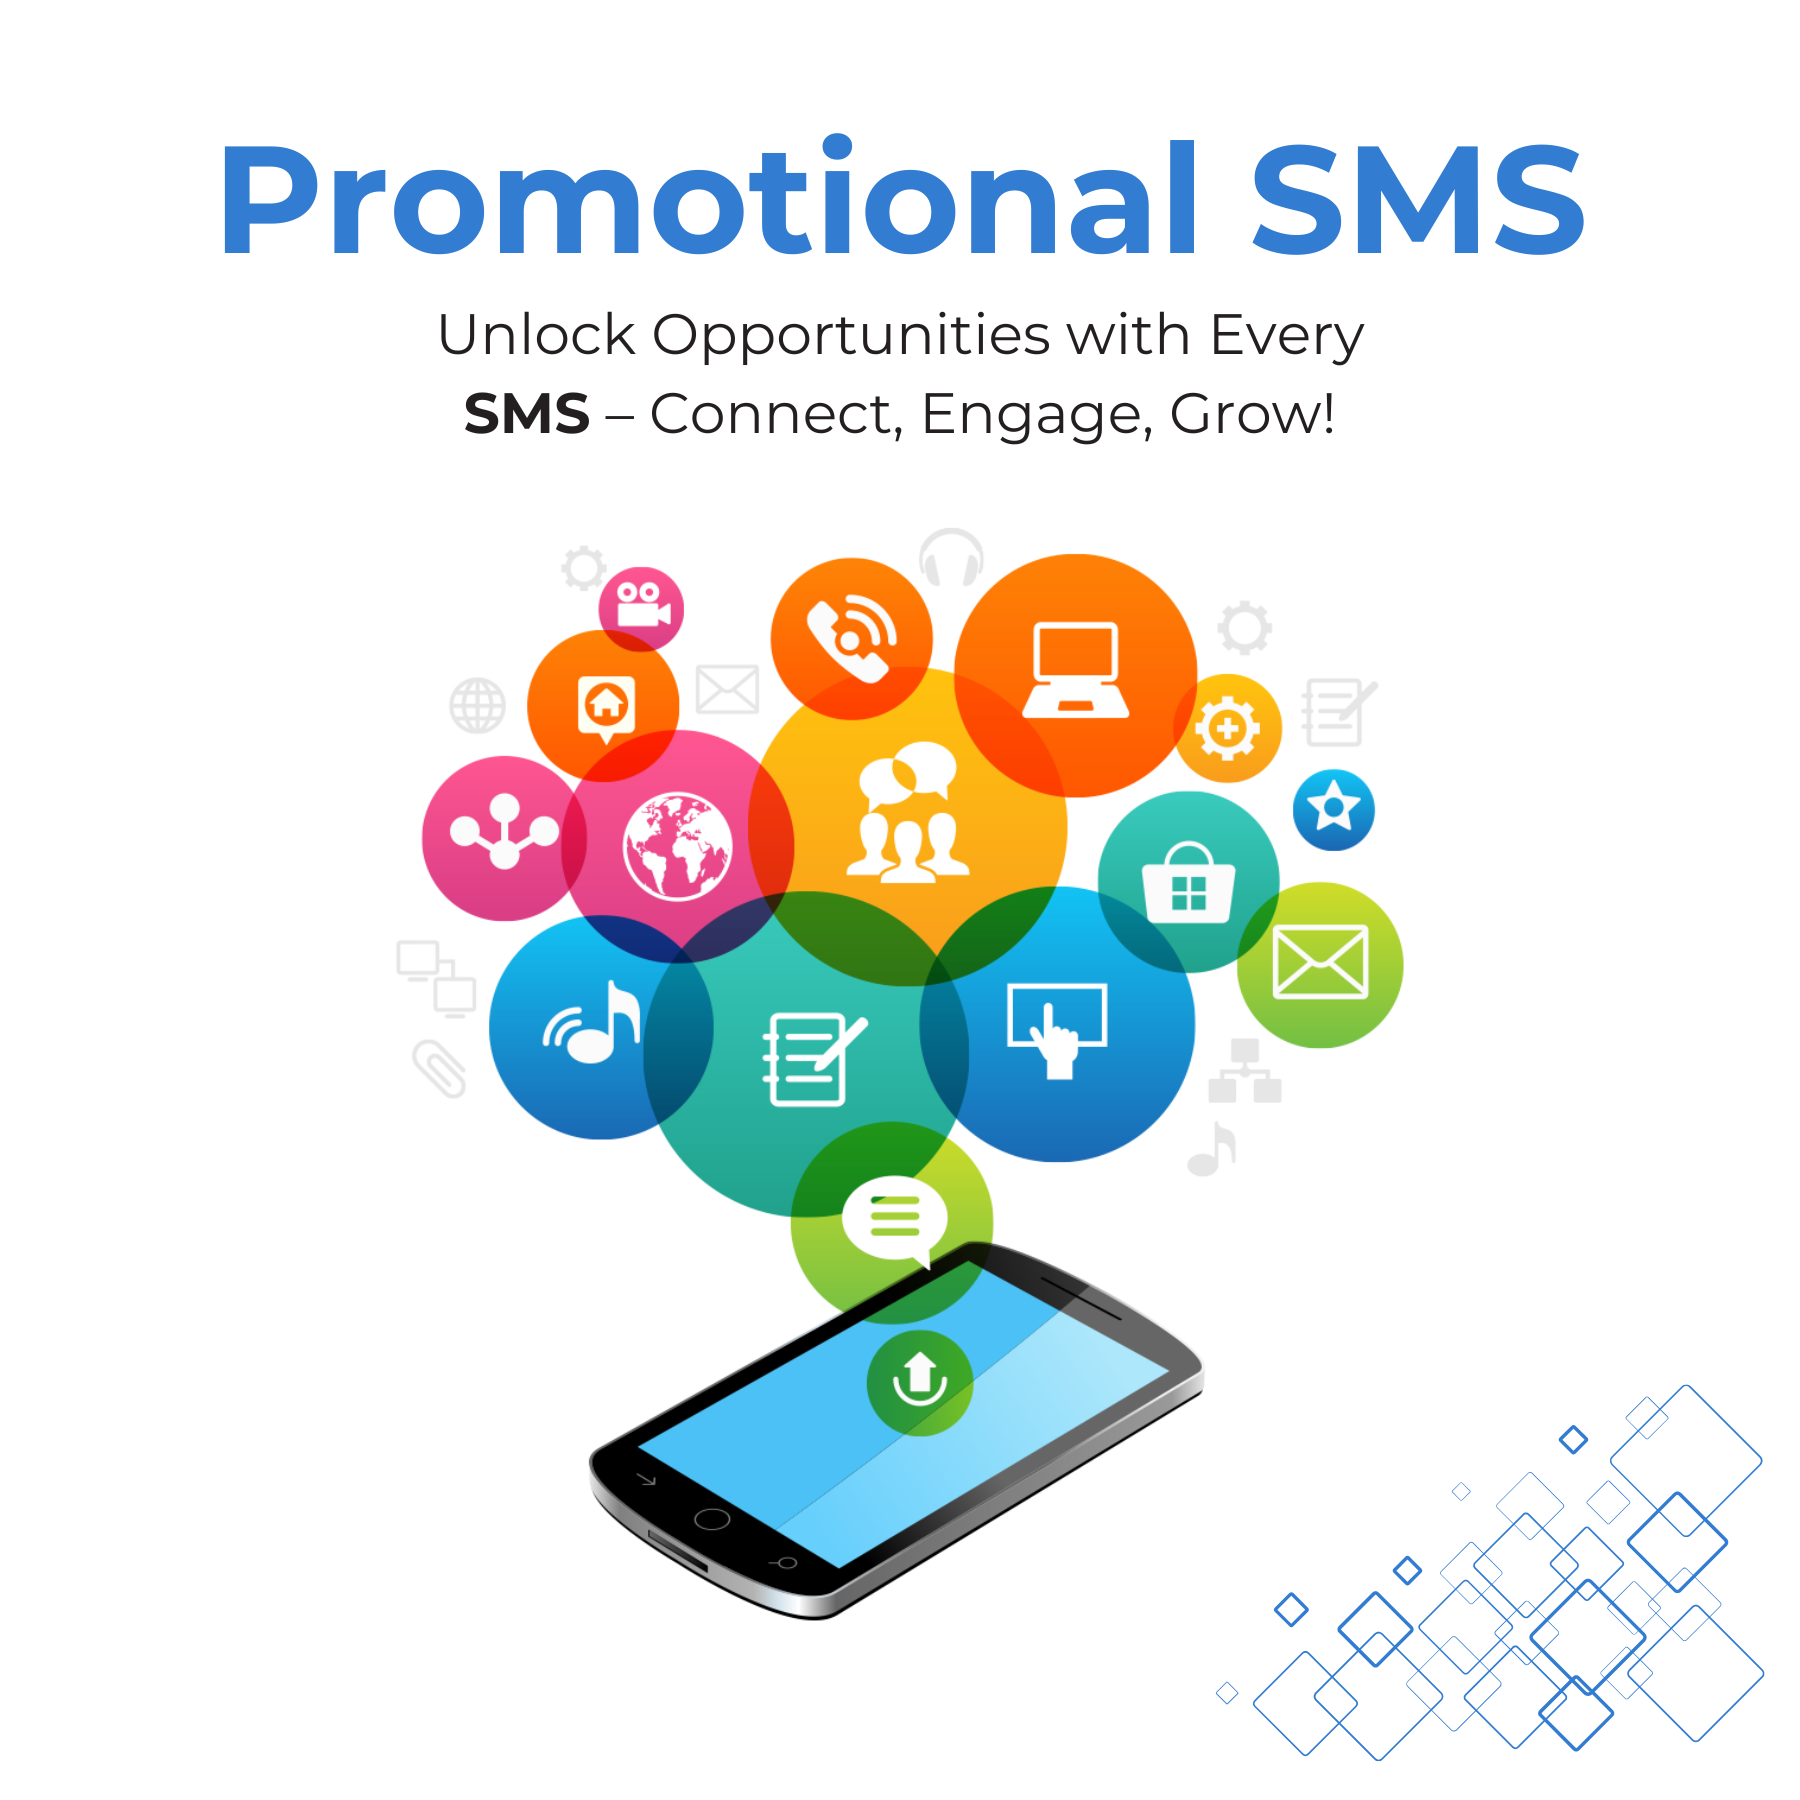 Promotional SMS
Unlock Opportunities with Every
SMS – Connect, Engage, Grow!